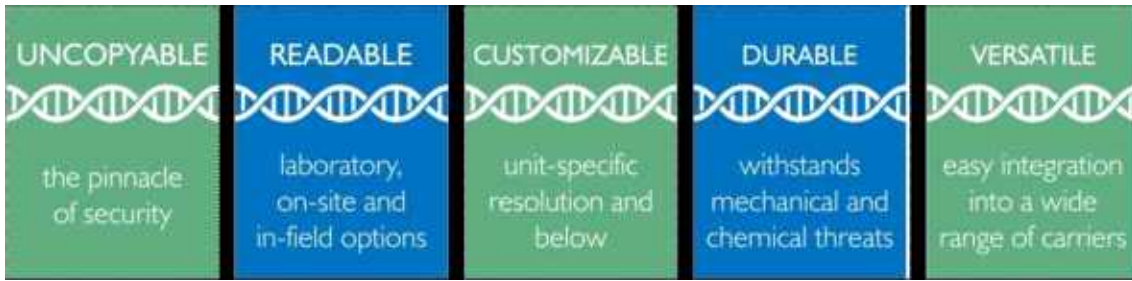 UNCOPYABLE
the pinnacle
of security
READABLE
laboratory,
on-site and
in-field options
CUSTOMIZABLE
unit-specific
resolution and
below
DURABLE
withstands
mechanical and
chemical threats
VERSATILE
easy integration
into a wide
range of carriers